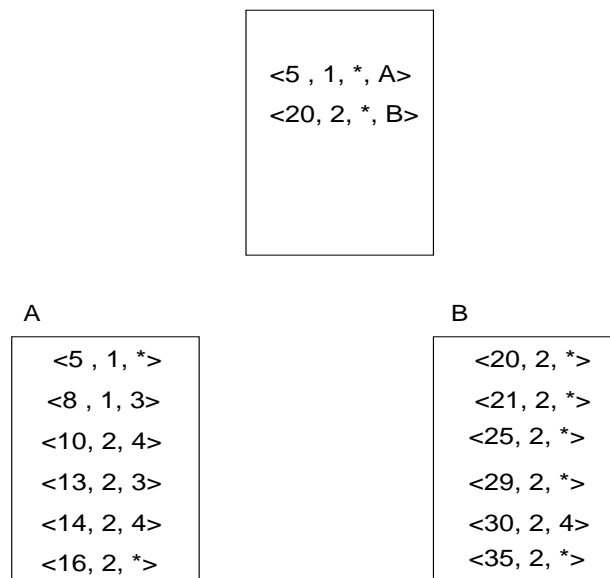 <5 , 1, *, A>
<20, 2, *, B>
A
<5 , 1, *>
<8 , 1, 3>
<10, 2, 4>
<13, 2, 3>
<14, 2, 4>
<16, 2, *>
B
<20, 2, *>
<21, 2, *>
<25, 2, *>
<29, 2, *>
<30, 2, 4>
<35, 2, *>